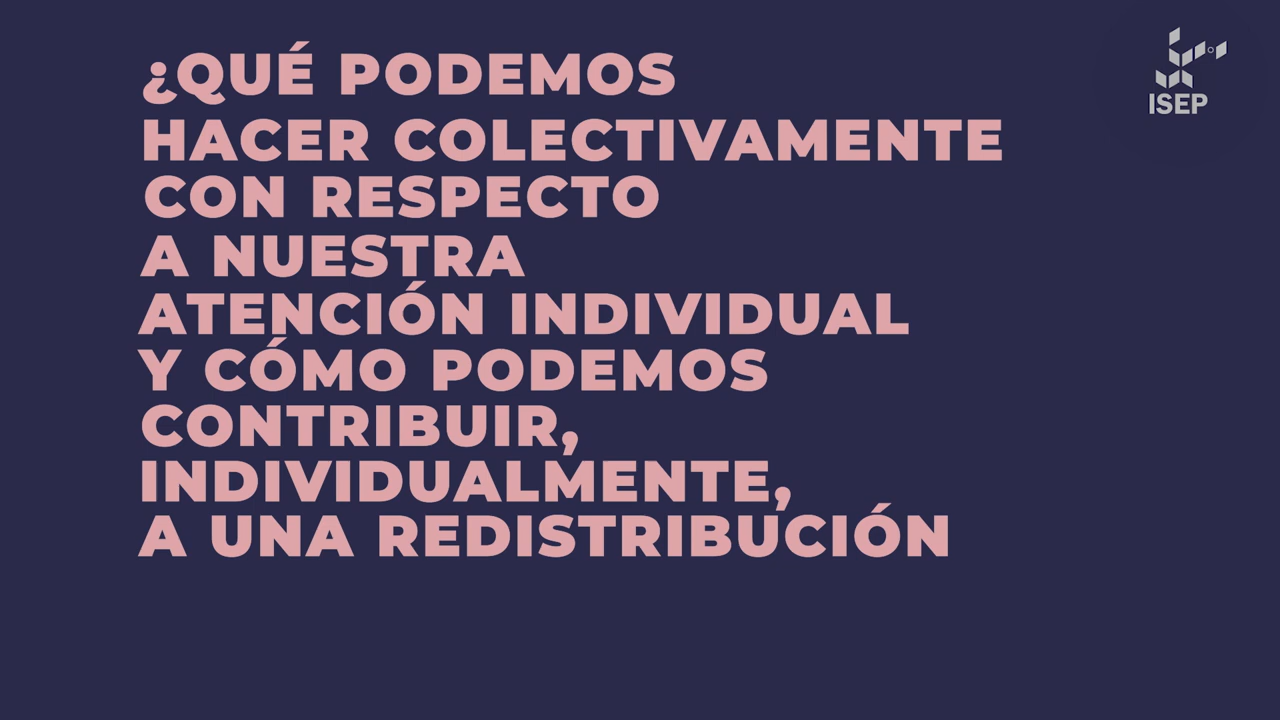 ¿QUÉ PODEMOS
HACER COLECTIVAMENTE
CON RESPECTO
A NUESTRA
ATENCIÓN INDIVIDUAL
Y CÓMO PODEMOS
CONTRIBUIR,
INDIVIDUALMENTE,
A UNA REDISTRIBUCIÓN
ISEP